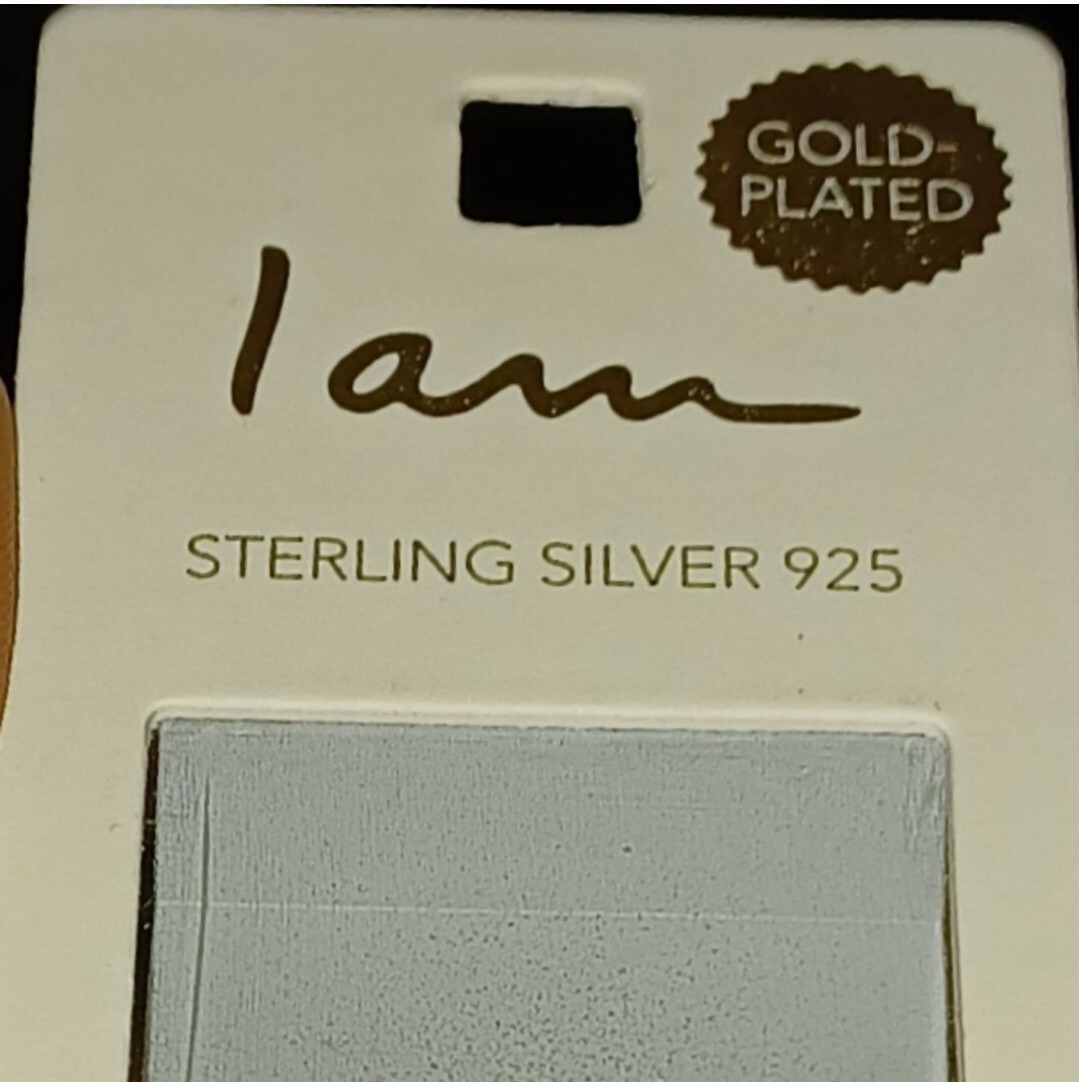 GOLD-
PLATED
I am
STERLING SILVER 925